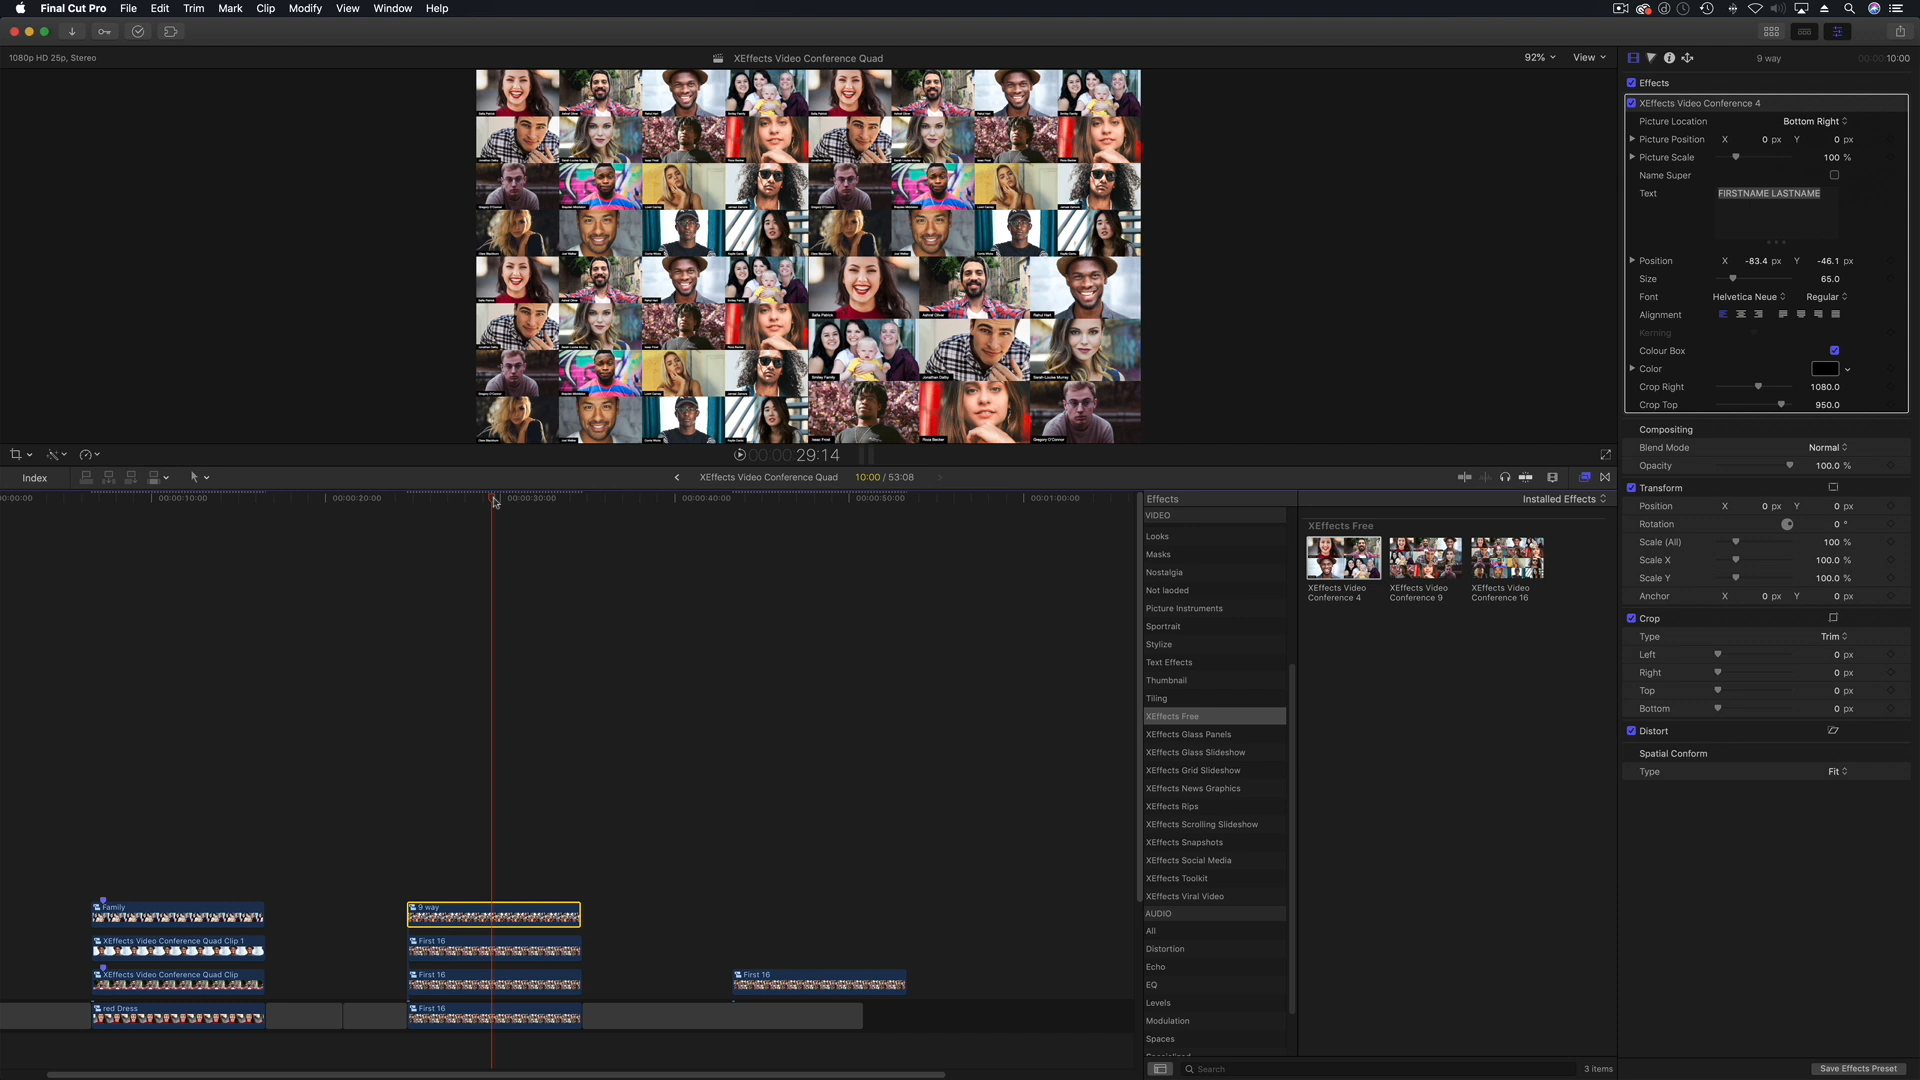 Final Cut Pro File Edit Trim Mark Clip Modify View Window Help
1080p HD 25p, Stereo
XEffects Video Conference Quad
92%
View
9 way
00:00:10:00
Effects
XEffects Video Conference 4
Picture Location Bottom Right
Picture Position X 0 px Y 0 px
Picture Scale 100 %
Name Super
Text FIRSTNAME LASTNAME
Position X -83.4 px Y -46.1 px
Size 65.0
Font Helvetica Neue Regular
Alignment
Kerning
Colour Box
Color
Crop Right 1080.0
Crop Top 950.0
Compositing
Blend Mode Normal
Opacity 100.0 %
Transform
Position X 0 px Y 0 px
Rotation 0 °
Scale (All) 100 %
Scale X 100.0 %
Scale Y 100.0 %
Anchor X 0 px Y 0 px
Crop
Type Trim
Left 0 px
Right 0 px
Top 0 px
Bottom 0 px
Distort
Spatial Conform
Type Fit
Save Effects Preset
00:00:29:14
Index
XEffects Video Conference Quad 10:00 / 53:08
00:00:00 00:00:10:00 00:00:20:00 00:00:30:00 00:00:40:00 00:00:50:00 00:01:00:00
Family
XEffects Video Conference Quad Clip 1
XEffects Video Conference Quad Clip
red Dress
9 way
First 16
First 16
First 16
First 16
Effects
Installed Effects
VIDEO
Looks
Masks
Nostalgia
Not laoded
Picture Instruments
Sportrait
Stylize
Text Effects
Thumbnail
Tiling
XEffects Free
XEffects Glass Panels
XEffects Glass Slideshow
XEffects Grid Slideshow
XEffects News Graphics
XEffects Rips
XEffects Scrolling Slideshow
XEffects Snapshots
XEffects Social Media
XEffects Toolkit
XEffects Viral Video
AUDIO
All
Distortion
Echo
EQ
Levels
Modulation
Spaces
XEffects Free
XEffects Video
Conference 4
XEffects Video
Conference 9
XEffects Video
Conference 16
Search
3 items